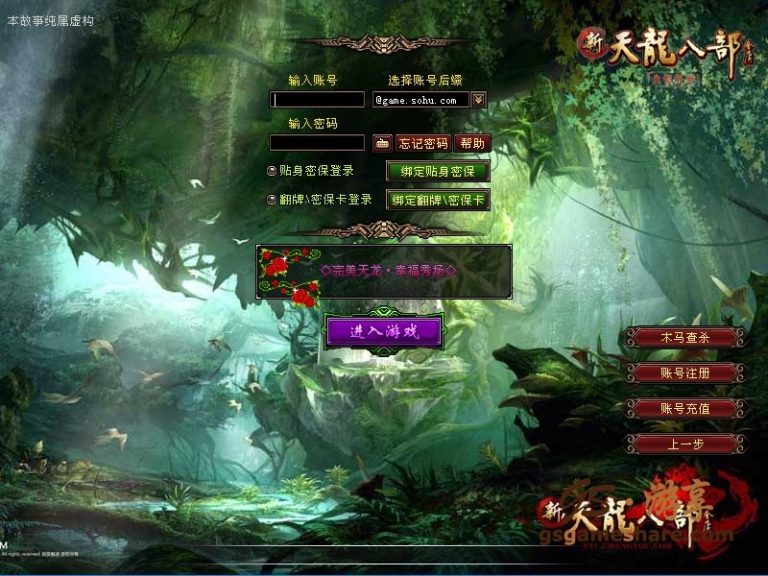 本故事纯属虚构
新天龍八部
输入账号
选择账号后缀
@game.sohu.com
输入密码
忘记密码
帮助
贴身密保登录
绑定贴身密保
翻牌\密保卡登录
绑定翻牌\密保卡
◇完美天龙·幸福秀场◇
进入游戏
木马查杀
账号注册
账号充值
上一步
新天龍八部
游享
gsgameshare.com
All rights reserved.